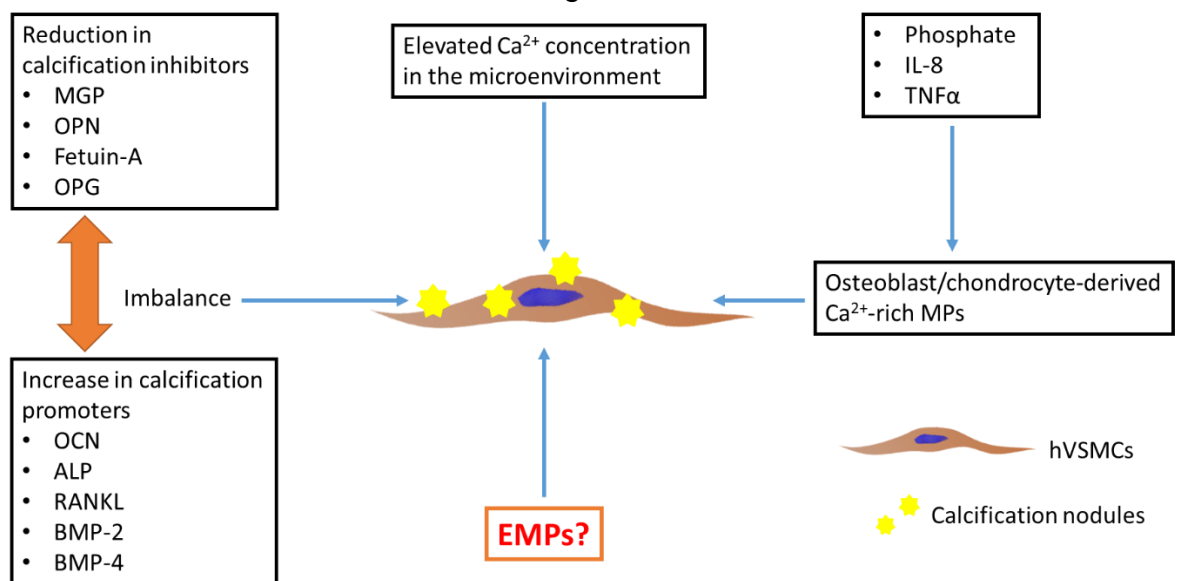 Reduction in
calcification inhibitors
• MGP
• OPN
• Fetuin-A
• OPG
Elevated Ca²⁺ concentration
in the microenvironment
• Phosphate
• IL-8
• TNFα
Imbalance
Osteoblast/chondrocyte-derived
Ca²⁺-rich MPs
Increase in calcification
promoters
• OCN
• ALP
• RANKL
• BMP-2
• BMP-4
EMPs?
hVSMCs
Calcification nodules